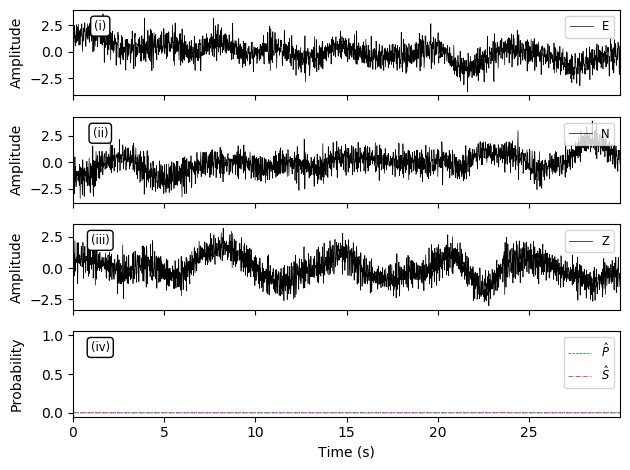 (i)
E
Amplitude
2.5
0.0
−2.5
(ii)
N
Amplitude
2.5
0.0
−2.5
(iii)
Z
Amplitude
2.5
0.0
−2.5
(iv)
P̂
Ŝ
Probability
1.0
0.5
0.0
0 5 10 15 20 25
Time (s)